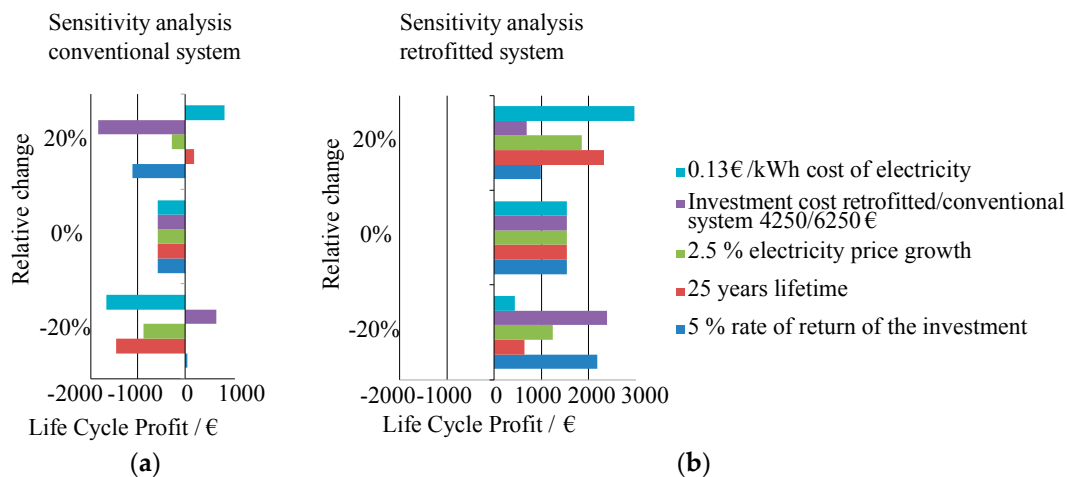 Sensitivity analysis
conventional system
Relative change
20%
0%
-20%
-2000 -1000 0 1000
Life Cycle Profit / €
(a)
Sensitivity analysis
retrofitted system
Relative change
20%
0%
-20%
-2000 -1000 0 1000 2000 3000
Life Cycle Profit / €
(b)
0.13€ /kWh cost of electricity
Investment cost retrofitted/conventional
system 4250/6250 €
2.5 % electricity price growth
25 years lifetime
5 % rate of return of the investment